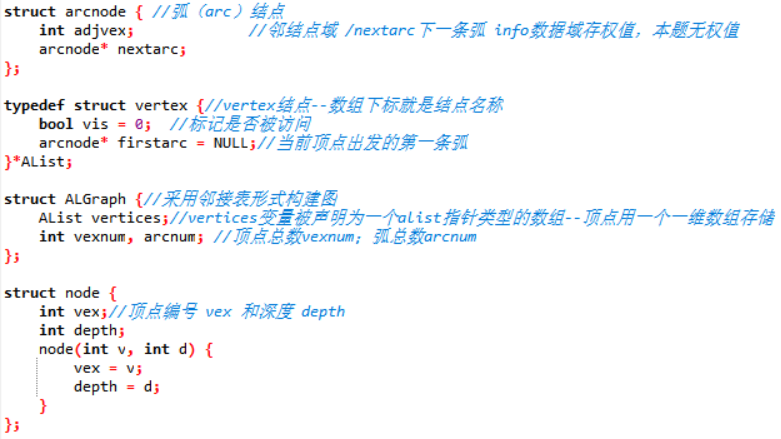 struct arcnode { //弧（arc）结点
    int adjvex;             //邻结点域 /nextarc下一条弧 info数据域存权值，本题无权值
    arcnode* nextarc;
};
typedef struct vertex {//vertex结点--数组下标就是结点名称
    bool vis = 0;  //标记是否被访问
    arcnode* firstarc = NULL;//当前顶点出发的第一条弧
}*AList;
struct ALGraph {//采用邻接表形式构建图
    AList vertices;//vertices变量被声明为一个alist指针类型的数组--顶点用一个一维数组存储
    int vexnum, arcnum; //顶点总数vexnum; 弧总数arcnum
};
struct node {
    int vex;//顶点编号 vex 和深度 depth
    int depth;
    node(int v, int d) {
        vex = v;
        depth = d;
    }
};